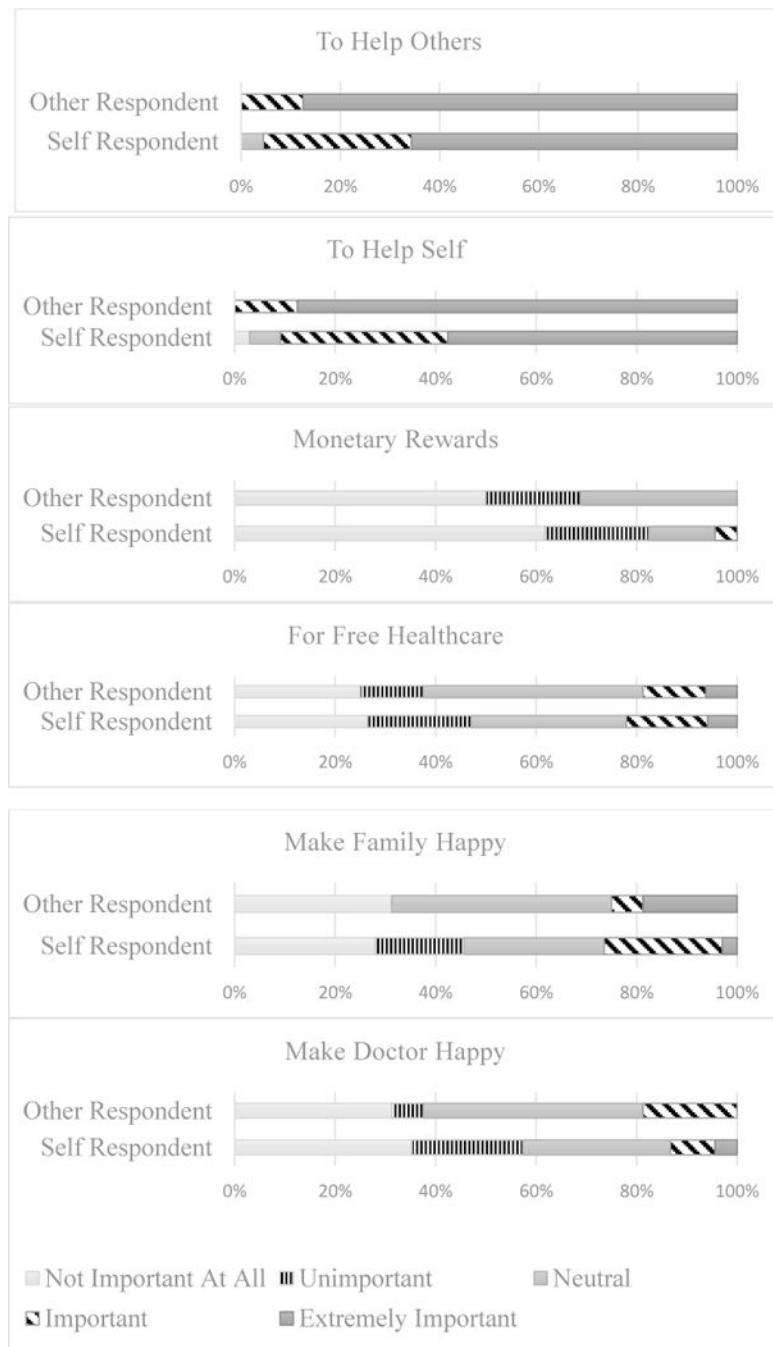 To Help Others
Other Respondent
Self Respondent
0% 20% 40% 60% 80% 100%
To Help Self
Other Respondent
Self Respondent
0% 20% 40% 60% 80% 100%
Monetary Rewards
Other Respondent
Self Respondent
0% 20% 40% 60% 80% 100%
For Free Healthcare
Other Respondent
Self Respondent
0% 20% 40% 60% 80% 100%
Make Family Happy
Other Respondent
Self Respondent
0% 20% 40% 60% 80% 100%
Make Doctor Happy
Other Respondent
Self Respondent
0% 20% 40% 60% 80% 100%
Not Important At All Unimportant Neutral
Important Extremely Important